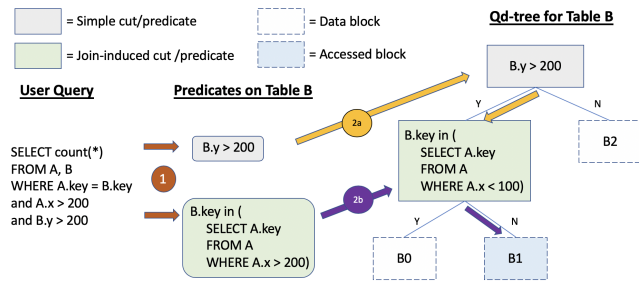 = Simple cut/predicate
= Data block
= Join-induced cut /predicate
= Accessed block
Qd-tree for Table B
User Query
Predicates on Table B
B.y > 200
2a
Y
N
B.y > 200
B2
SELECT count(*)
FROM A, B
WHERE A.key = B.key
and A.x > 200
and B.y > 200
1
B.key in (
SELECT A.key
FROM A
WHERE A.x < 100)
B.key in (
SELECT A.key
FROM A
WHERE A.x > 200)
2b
Y
N
B0
B1